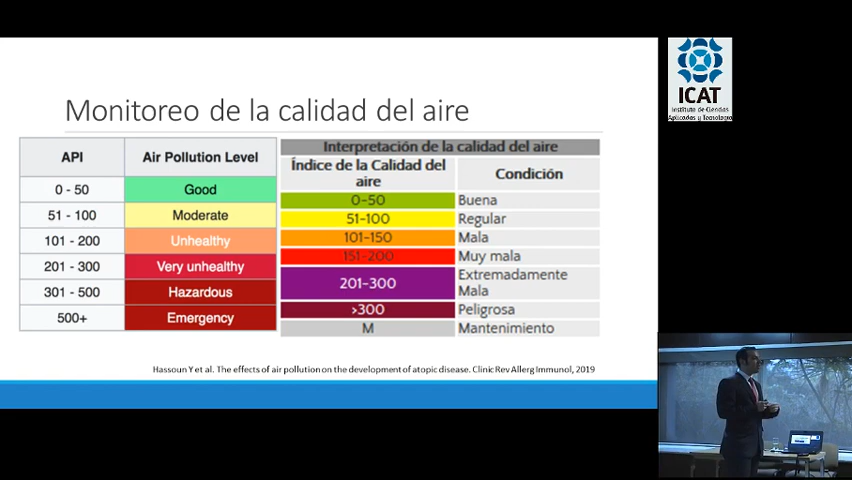 Monitoreo de la calidad del aire
API Air Pollution Level
0 - 50 Good
51 - 100 Moderate
101 - 200 Unhealthy
201 - 300 Very unhealthy
301 - 500 Hazardous
500+ Emergency
Interpretación de la calidad del aire
Índice de la Calidad del
aire
Condición
0-50 Buena
51-100 Regular
101-150 Mala
151-200 Muy mala
201-300 Extremadamente
Mala
>300 Peligrosa
M Mantenimiento
Hassoun Y et al. The effects of air pollution on the development of atopic disease. Clinic Rev Allerg Immunol, 2019
ICAT
Instituto de Ciencias
Aplicadas y Tecnología